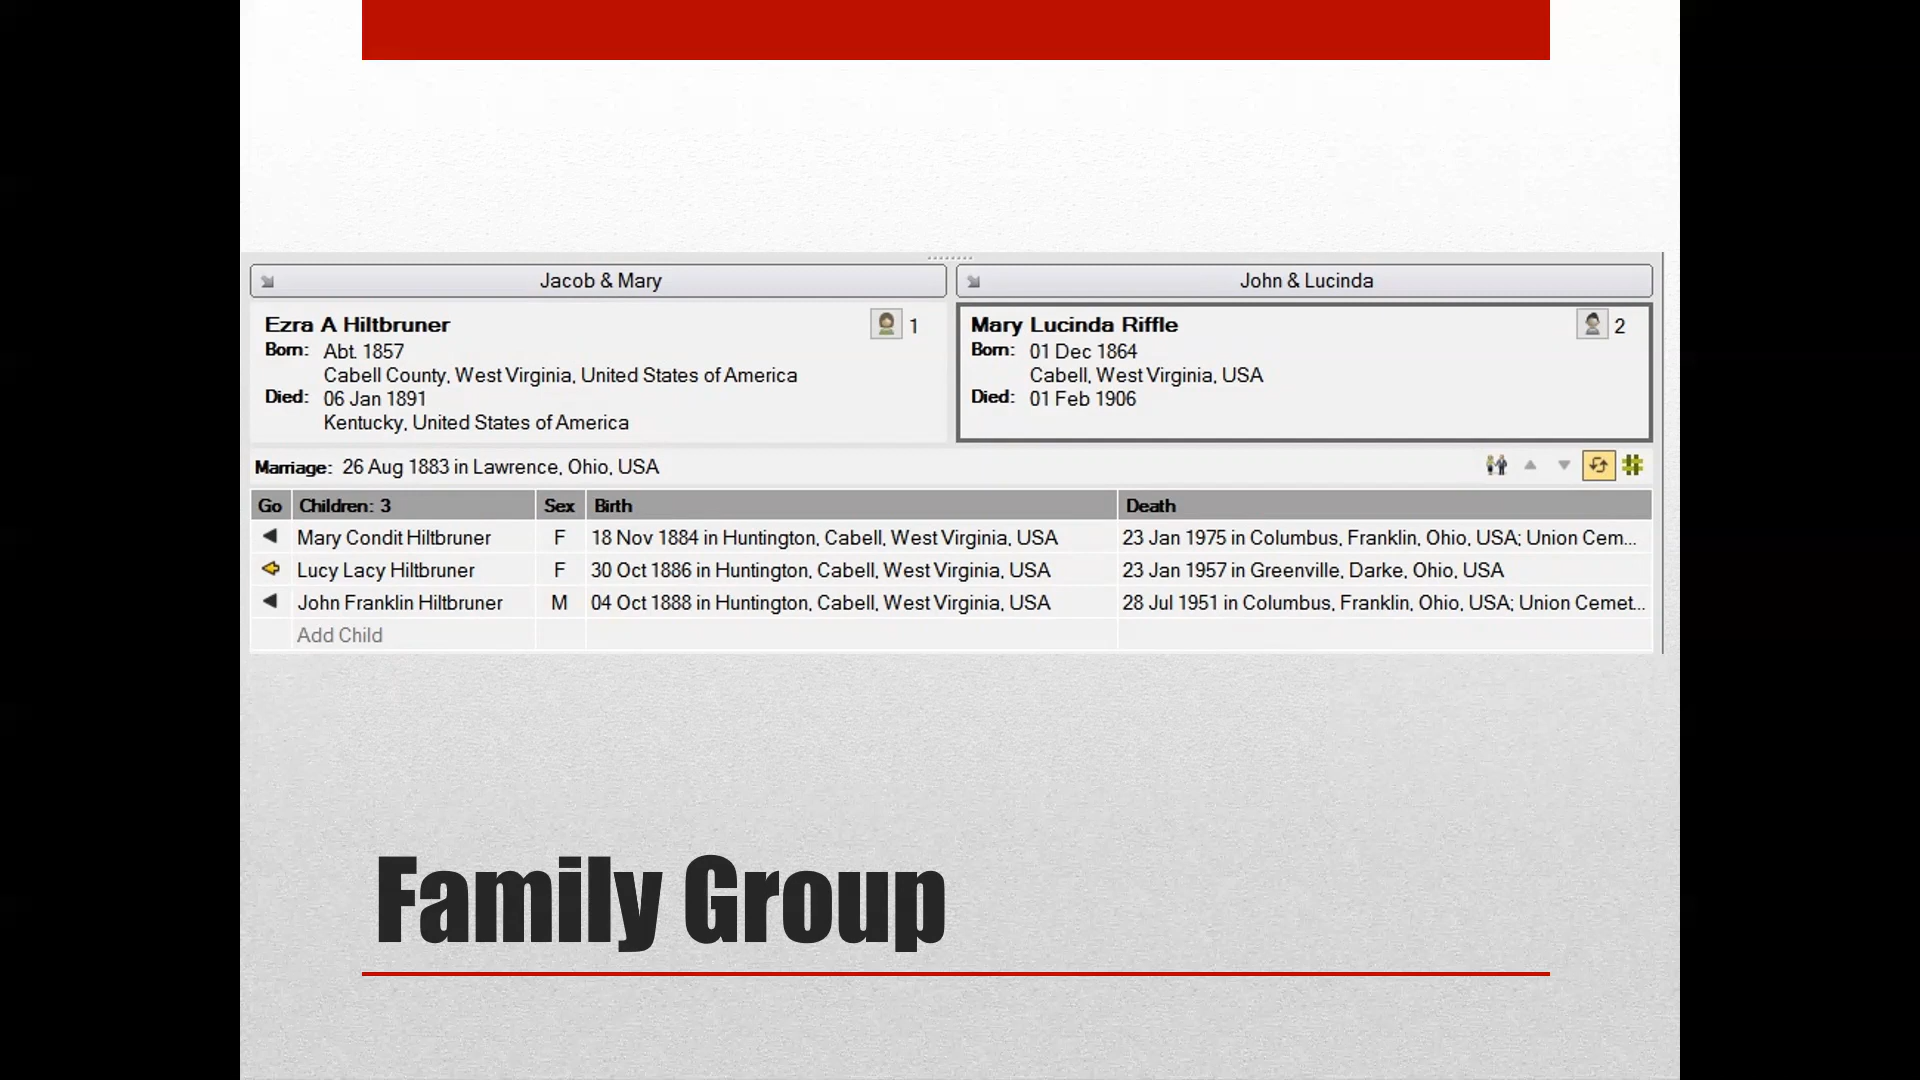 Jacob & Mary
John & Lucinda
Ezra A Hiltbruner
1
Born: Abt. 1857
Cabell County, West Virginia, United States of America
Died: 06 Jan 1891
Kentucky, United States of America
Mary Lucinda Riffle
2
Born: 01 Dec 1864
Cabell, West Virginia, USA
Died: 01 Feb 1906
Marriage: 26 Aug 1883 in Lawrence, Ohio, USA
Go Children: 3 Sex Birth Death
Mary Condit Hiltbruner F 18 Nov 1884 in Huntington, Cabell, West Virginia, USA 23 Jan 1975 in Columbus, Franklin, Ohio, USA; Union Cem...
Lucy Lacy Hiltbruner F 30 Oct 1886 in Huntington, Cabell, West Virginia, USA 23 Jan 1957 in Greenville, Darke, Ohio, USA
John Franklin Hiltbruner M 04 Oct 1888 in Huntington, Cabell, West Virginia, USA 28 Jul 1951 in Columbus, Franklin, Ohio, USA; Union Cemet...
Add Child
Family Group